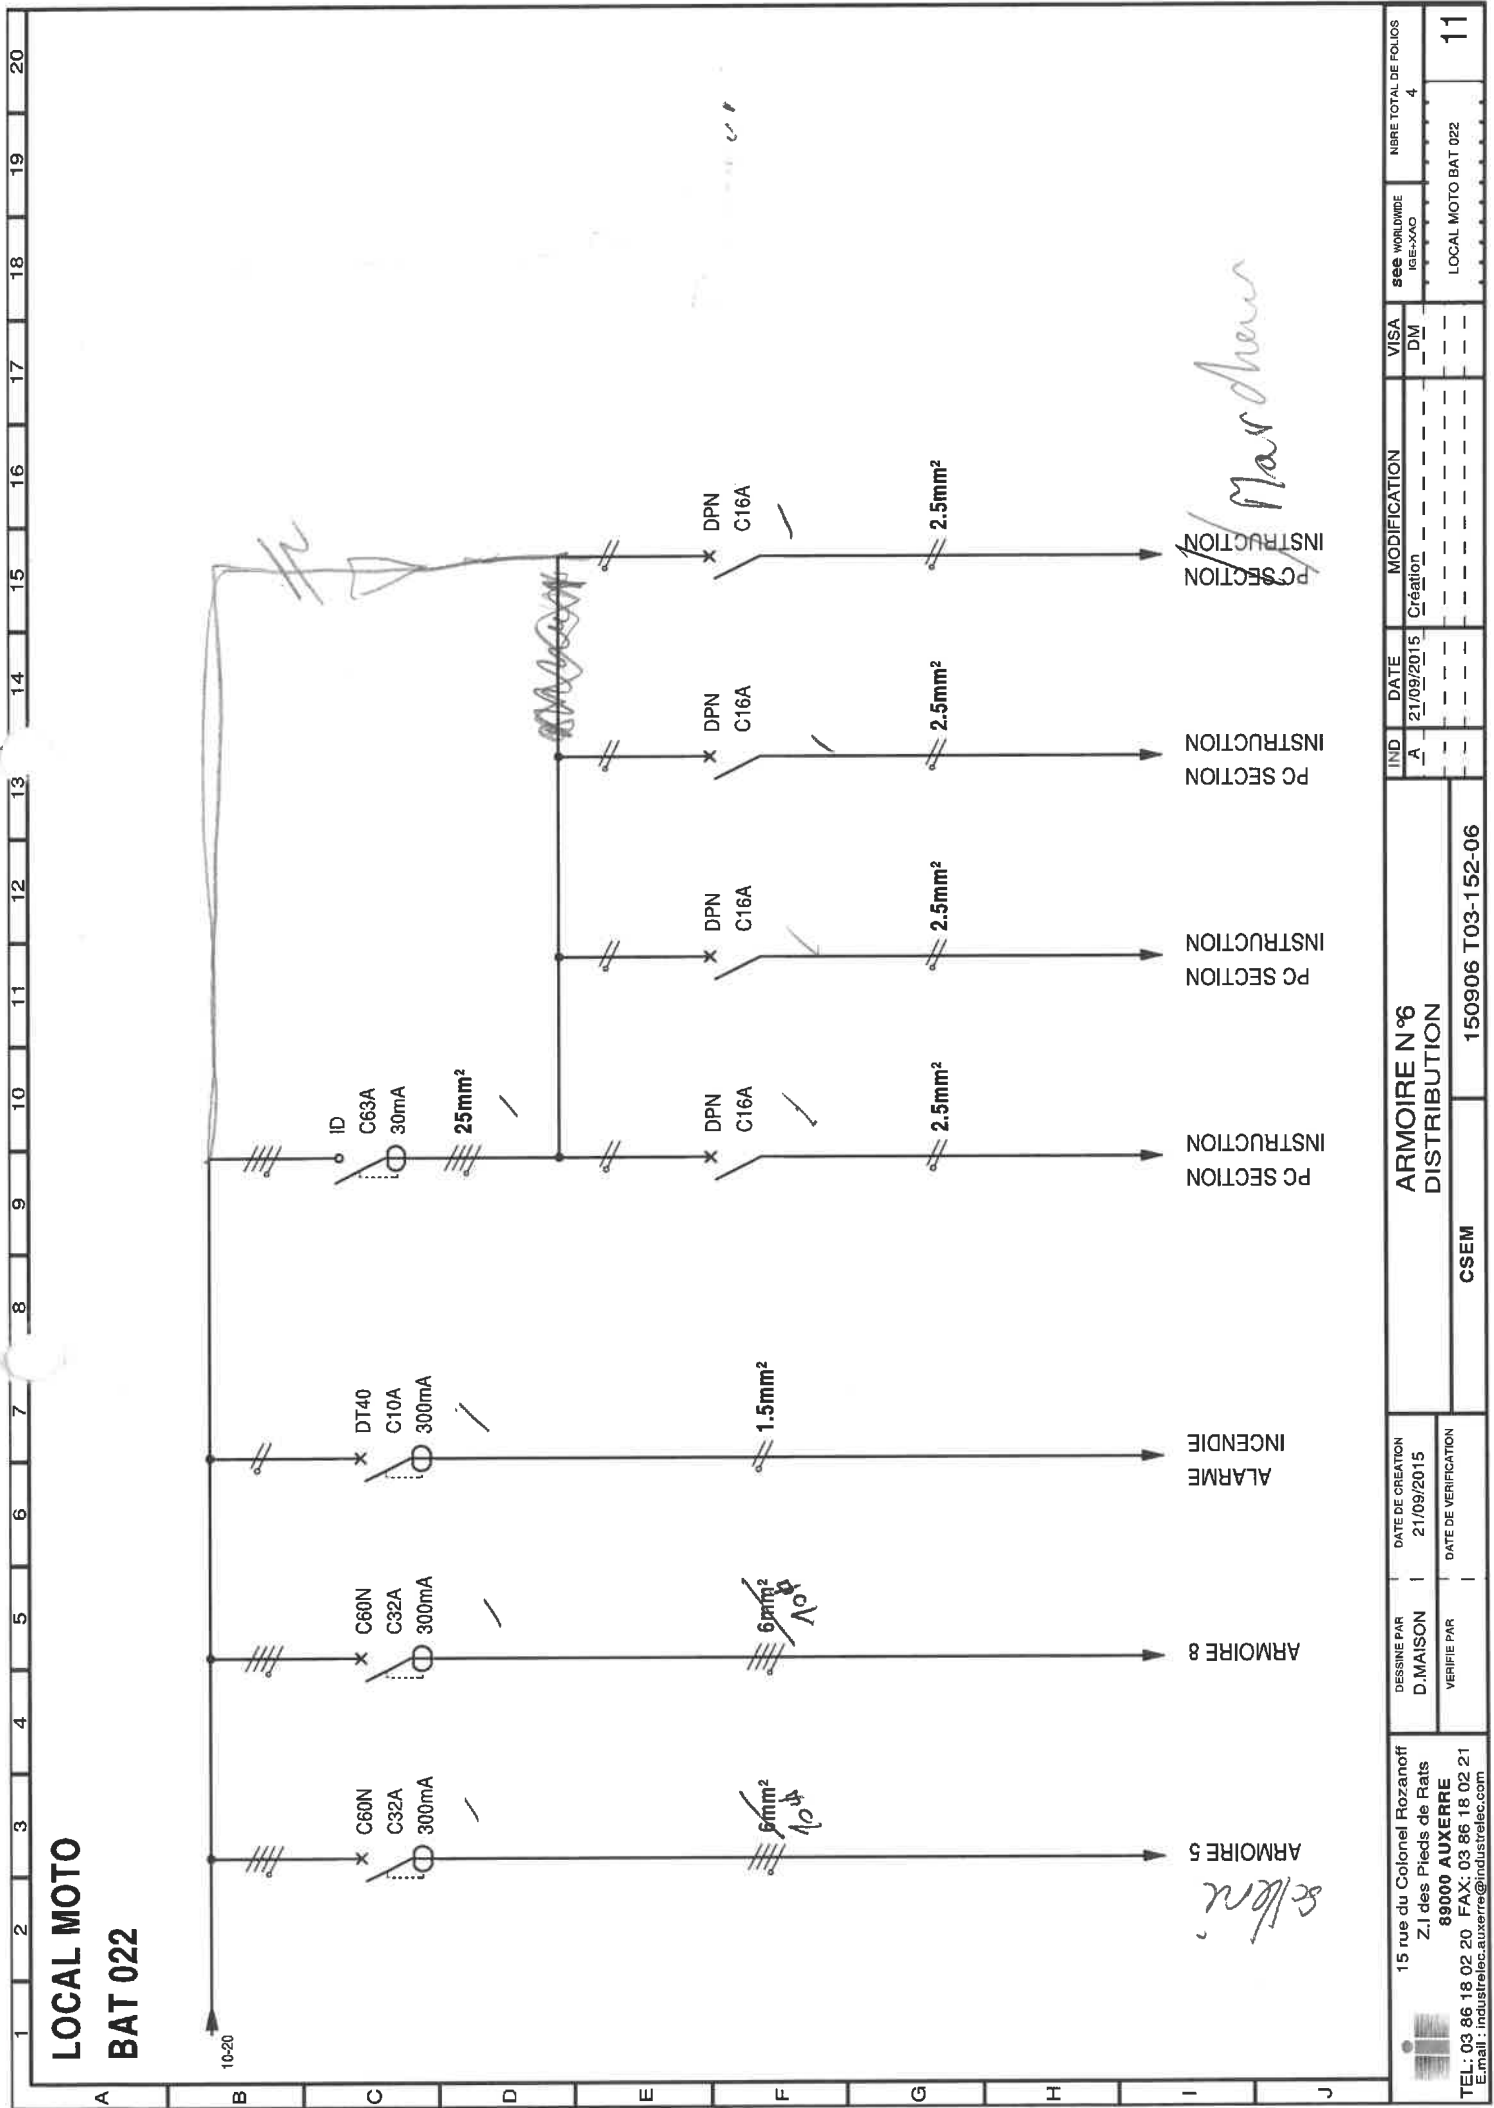 1 2 3 4 5 6 7 8 9 10 11 12 13 14 15 16 17 18 19 20
A
B
C
D
E
F
G
H
I
J
LOCAL MOTO
BAT 022
10-20
C60N
C32A
300mA
6mm²
10
ARMOIRE 5
C60N
C32A
300mA
6mm²
10
ARMOIRE 8
DT40
C10A
300mA
1.5mm²
ALARME
INCENDIE
ID
C63A
30mA
25mm²
DPN
C16A
2.5mm²
PC SECTION
INSTRUCTION
DPN
C16A
2.5mm²
PC SECTION
INSTRUCTION
DPN
C16A
2.5mm²
PC SECTION
INSTRUCTION
DPN
C16A
2.5mm²
PC SECTION
INSTRUCTION
15 rue du Colonel Rozanoff
Z.I des Pieds de Rats
89000 AUXERRE
TEL: 03 86 18 02 20 FAX: 03 86 18 02 21
E.mail : industrelec.auxerre@industrelec.com
DESSINE PAR
D.MAISON
DATE DE CREATION
21/09/2015
VERIFIE PAR
DATE DE VERIFICATION
ARMOIRE N°6
DISTRIBUTION
CSEM
150906 T03-152-06
IND DATE MODIFICATION VISA
A 21/09/2015 Création DM
see WORLDWIDE
IGE+XAO
NBRE TOTAL DE FOLIOS
4
LOCAL MOTO BAT 022
11